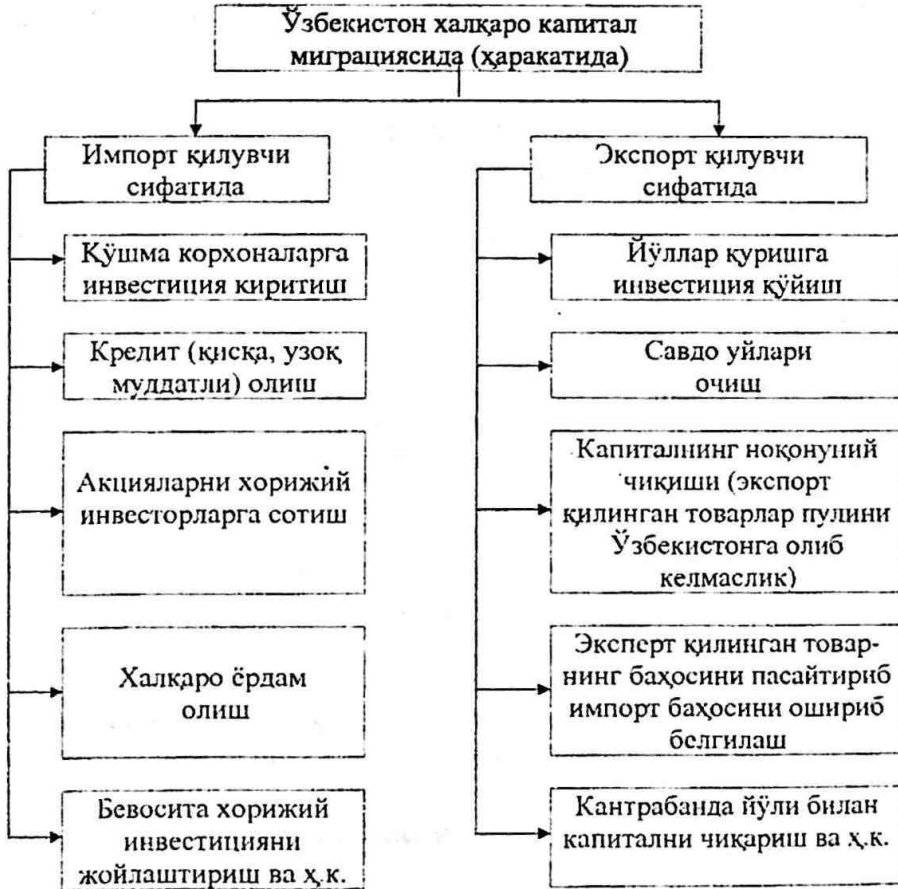 Ўзбекистон халқаро капитал
миграциясида (ҳаракатида)
Импорт қилувчи
сифатида
Қўшма корхоналарга
инвестиция киритиш
Кредит (қисқа, узоқ
муддатли) олиш
Акцияларни хорижий
инвесторларга сотиш
Халқаро ёрдам
олиш
Бевосита хорижий
инвестицияни
жойлаштириш ва ҳ.к.
Экспорт қилувчи
сифатида
Йўллар қуришга
инвестиция қўйиш
Савдо уйлари
очиш
Капиталнинг ноқонуний
чиқиши (экспорт
қилинган товарлар пулини
Ўзбекистонга олиб
келмаслик)
Эксперт қилинган товар-
нинг баҳосини пасайтириб
импорт баҳосини ошириб
белгилаш
Кантрабанда йўли билан
капитални чиқариш ва ҳ.к.